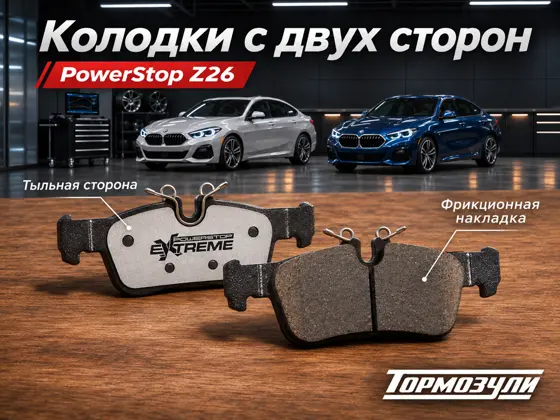 Колодки с двух сторон
PowerStop Z26
Тыльная сторона
Фрикционная
накладка
POWERSTOP
EXTREME
ТОРМОЗУЛИ